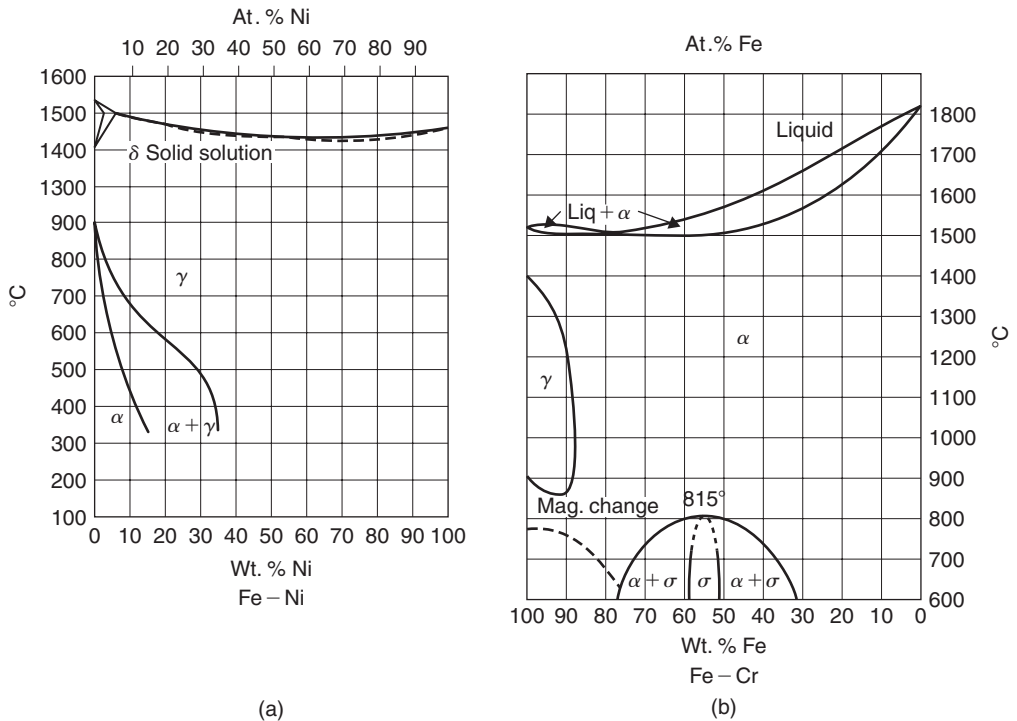 At. % Ni
10 20 30 40 50 60 70 80 90
1600
1500
1400
1300
900
800
700
600
500
400
300
200
100
°C
δ Solid solution
γ
α
α + γ
0 10 20 30 40 50 60 70 80 90 100
Wt. % Ni
Fe – Ni
(a)
At.% Fe
Liquid
Liq + α
α
γ
Mag. change
815°
α + σ
σ
α + σ
1800
1700
1600
1500
1400
1300
1200
1100
1000
900
800
700
600
°C
100 90 80 70 60 50 40 30 20 10 0
Wt. % Fe
Fe – Cr
(b)